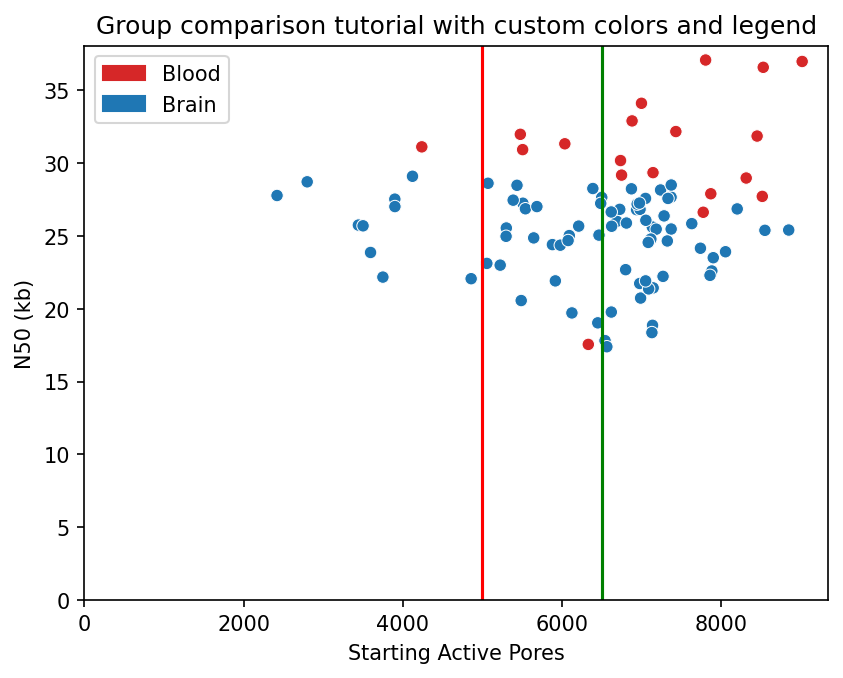 Group comparison tutorial with custom colors and legend
Blood
Brain
35
30
25
20
15
10
5
0
N50 (kb)
0 2000 4000 6000 8000
Starting Active Pores